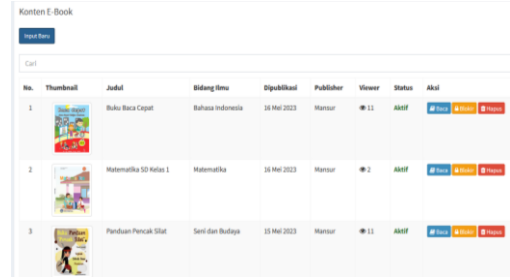 Konten E-Book
Input Baru
Cari
No. Thumbnail Judul Bidang Ilmu Dipublikasi Publisher Viewer Status Aksi
1 Buku Baca Cepat Bahasa Indonesia 16 Mei 2023 Mansur 11 Aktif Baca Blokir Hapus
2 Matematika SD Kelas 1 Matematika 16 Mei 2023 Mansur 2 Aktif Baca Blokir Hapus
3 Panduan Pencak Silat Seni dan Budaya 15 Mei 2023 Mansur 11 Aktif Baca Blokir Hapus